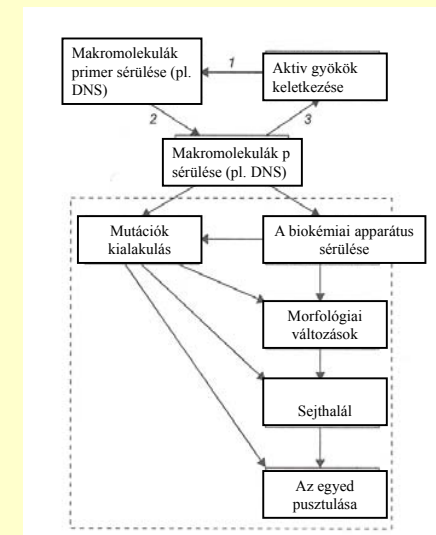 Makromolekulák
primer sérülése (pl.
DNS)
1
Aktiv gyökök
keletkezése
2
3
Makromolekulák p
sérülése (pl. DNS)
Mutációk
kialakulás
A biokémiai apparátus
sérülése
Morfológiai
változások
Sejthalál
Az egyed
pusztulása